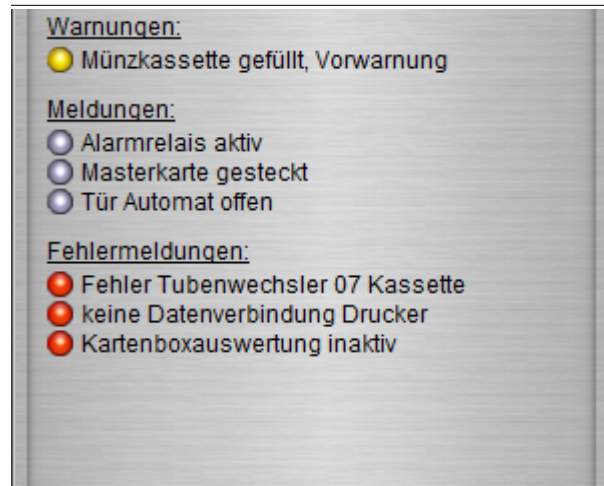 Warnungen:
Münzkassette gefüllt, Vorwarnung
Meldungen:
Alarmrelais aktiv
Masterkarte gesteckt
Tür Automat offen
Fehlermeldungen:
Fehler Tubenwechsler 07 Kassette
keine Datenverbindung Drucker
Kartenboxauswertung inaktiv